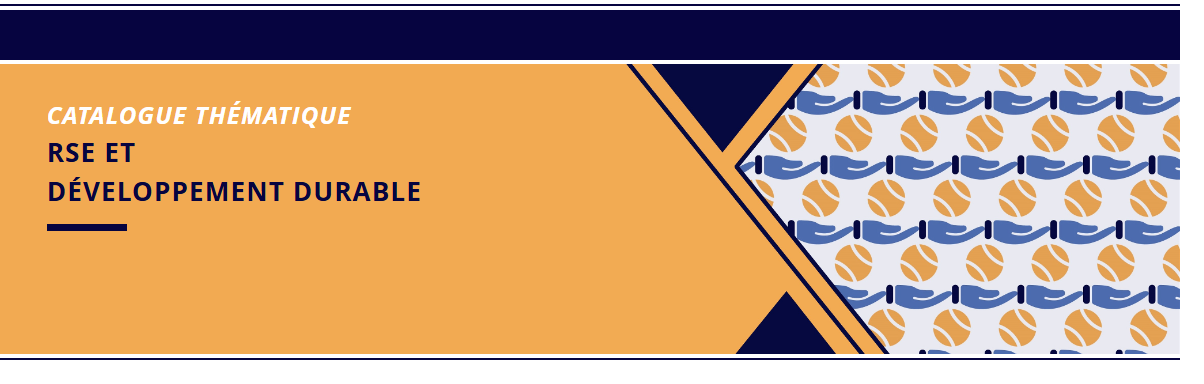 CATALOGUE THÉMATIQUE
RSE ET
DÉVELOPPEMENT DURABLE